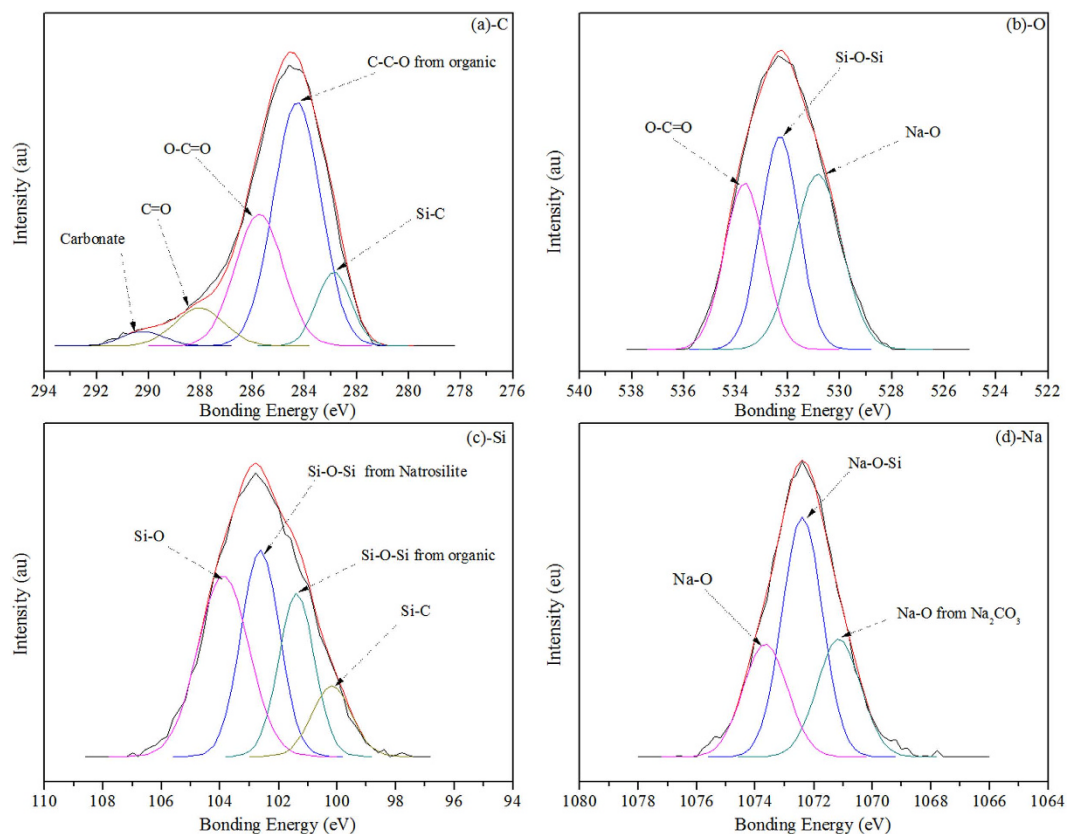 (a)-C
C-C-O from organic
O-C=O
C=O
Carbonate
Si-C
Intensity (au)
294 292 290 288 286 284 282 280 278 276
Bonding Energy (eV)
(b)-O
Si-O-Si
O-C=O
Na-O
Intensity (au)
540 538 536 534 532 530 528 526 524 522
Bonding Energy (eV)
(c)-Si
Si-O-Si from Natrosilite
Si-O
Si-O-Si from organic
Si-C
Intensity (au)
110 108 106 104 102 100 98 96 94
Bonding Energy (eV)
(d)-Na
Na-O-Si
Na-O
Na-O from Na₂CO₃
Intensity (eu)
1080 1078 1076 1074 1072 1070 1068 1066 1064
Bonding Energy (eV)